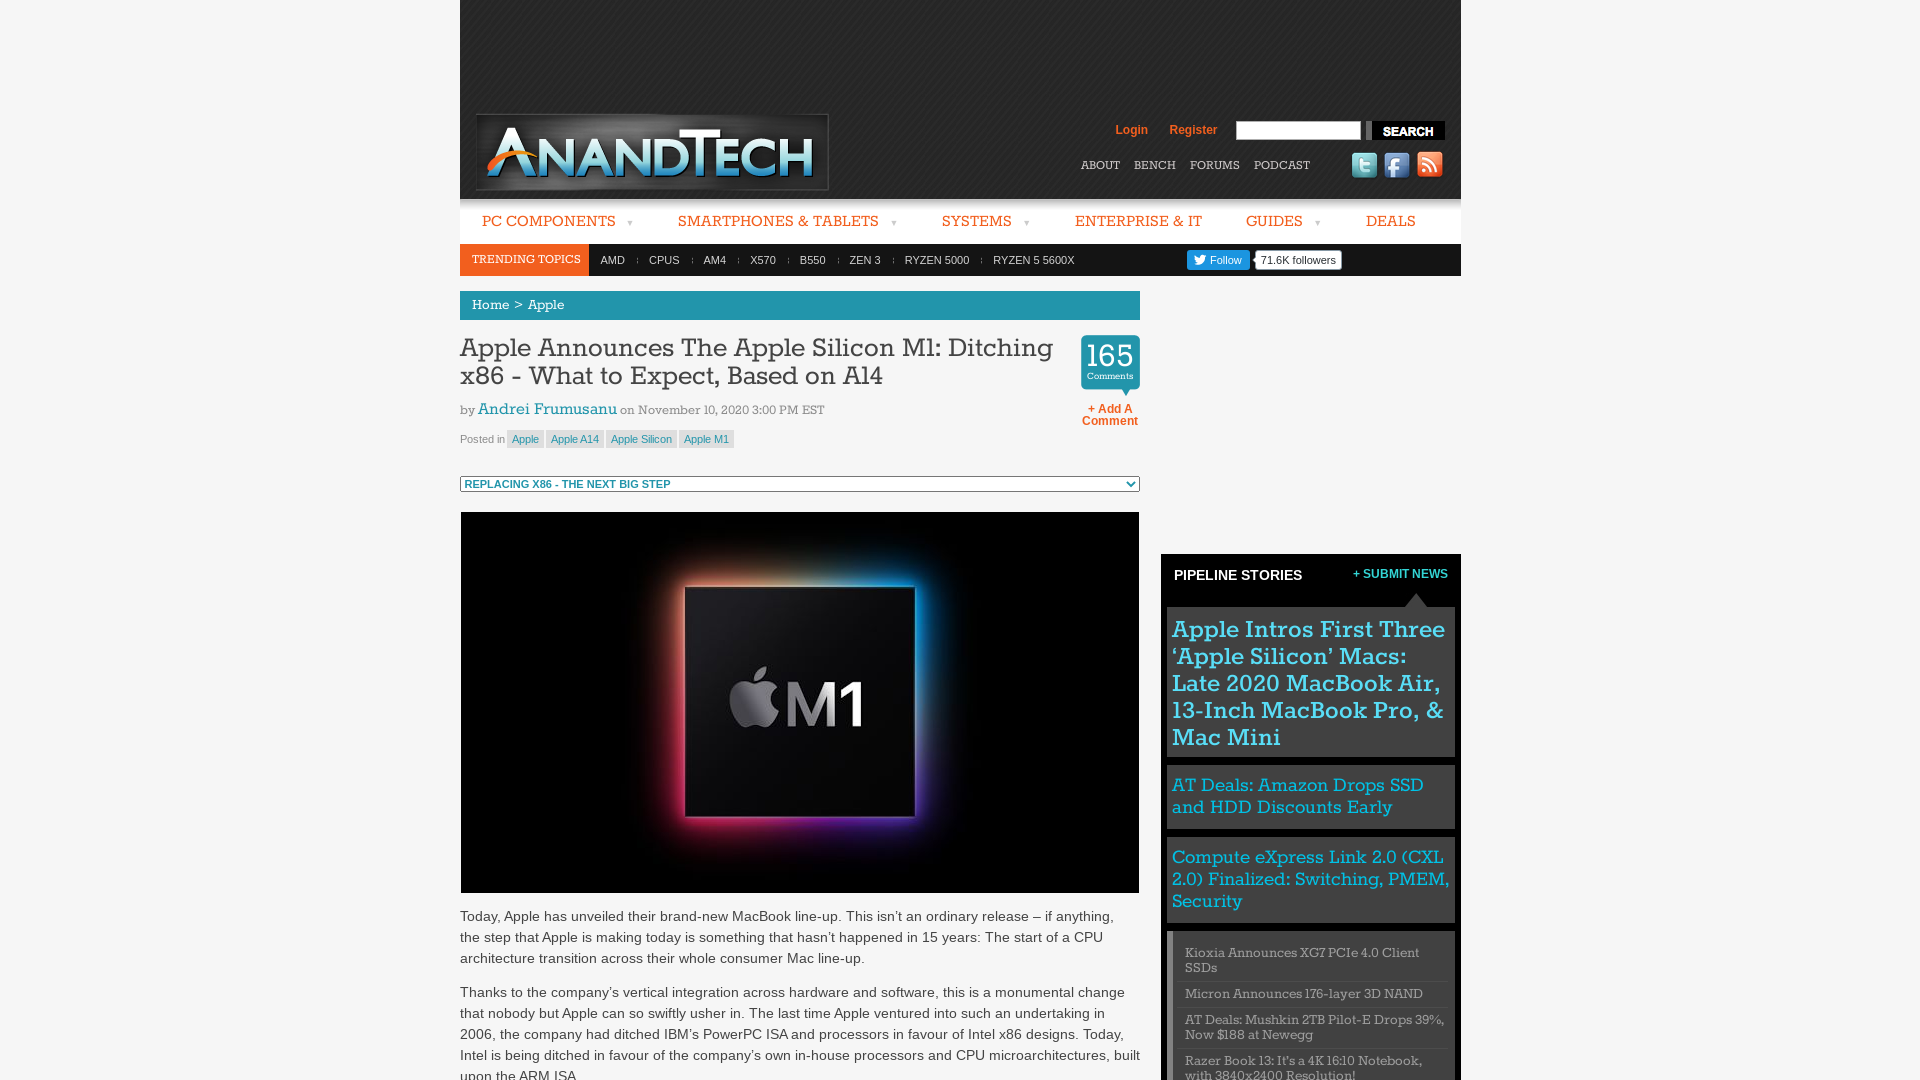 ANANDTECH
Login Register SEARCH
ABOUT BENCH FORUMS PODCAST
PC COMPONENTS ▼ SMARTPHONES & TABLETS ▼ SYSTEMS ▼ ENTERPRISE & IT GUIDES ▼ DEALS
TRENDING TOPICS AMD CPUS AM4 X570 B550 ZEN 3 RYZEN 5000 RYZEN 5 5600X Follow 71.6K followers
Home > Apple
Apple Announces The Apple Silicon M1: Ditching
x86 - What to Expect, Based on A14
165
Comments
+ Add A
Comment
by Andrei Frumusanu on November 10, 2020 3:00 PM EST
Posted in Apple Apple A14 Apple Silicon Apple M1
REPLACING X86 - THE NEXT BIG STEP
M1
Today, Apple has unveiled their brand-new MacBook line-up. This isn’t an ordinary release – if anything,
the step that Apple is making today is something that hasn’t happened in 15 years: The start of a CPU
architecture transition across their whole consumer Mac line-up.
Thanks to the company’s vertical integration across hardware and software, this is a monumental change
that nobody but Apple can so swiftly usher in. The last time Apple ventured into such an undertaking in
2006, the company had ditched IBM’s PowerPC ISA and processors in favour of Intel x86 designs. Today,
Intel is being ditched in favour of the company’s own in-house processors and CPU microarchitectures, built
upon the ARM ISA.
PIPELINE STORIES + SUBMIT NEWS
Apple Intros First Three
‘Apple Silicon’ Macs:
Late 2020 MacBook Air,
13-Inch MacBook Pro, &
Mac Mini
AT Deals: Amazon Drops SSD
and HDD Discounts Early
Compute eXpress Link 2.0 (CXL
2.0) Finalized: Switching, PMEM,
Security
Kioxia Announces XG7 PCIe 4.0 Client
SSDs
Micron Announces 176-layer 3D NAND
AT Deals: Mushkin 2TB Pilot-E Drops 39%,
Now $188 at Newegg
Razer Book 13: It's a 4K 16:10 Notebook,
with 3840x2400 Resolution!